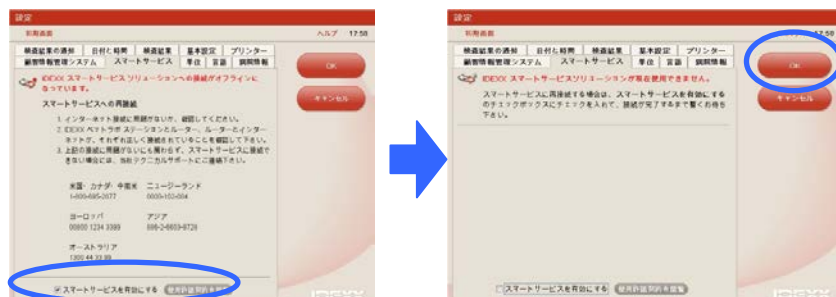 設定
初期画面
ヘルプ 17:58
検査結果の通知 日付と時間 検査結果 基本設定 プリンター
顧客情報管理システム スマートサービス 単位 言語 病院情報
OK
キャンセル
IDEXX スマートサービス ソリューションへの接続がオフラインに
なっています。
スマートサービスへの再接続
1. インターネット接続に問題がないか、確認してください。
2. IDEXX ベットラボ ステーションとルーター、ルーターとインター
ネットが、それぞれ正しく接続されていることを確認して下さい。
3. 上記の接続に問題がないにも関わらず、スマートサービスに接続で
きない場合には、当社テクニカルサポートにご連絡下さい。
米国・カナダ・中南米 ニュージーランド
ヨーロッパ アジア
00800 1234 3399
オーストラリア
1300 44 33 99
スマートサービスを有効にする 使用許諾契約を閲覧
IDEXX
設定
初期画面
ヘルプ 17:58
検査結果の通知 日付と時間 検査結果 基本設定 プリンター
顧客情報管理システム スマートサービス 単位 言語 病院情報
OK
キャンセル
IDEXX スマートサービスソリューションが現在使用できません。
スマートサービスに再接続する場合は、スマートサービスを有効にする
のチェックボックスにチェックを入れて、接続が完了するまで暫くお待ち
下さい。
スマートサービスを有効にする 使用許諾契約を閲覧
IDEXX